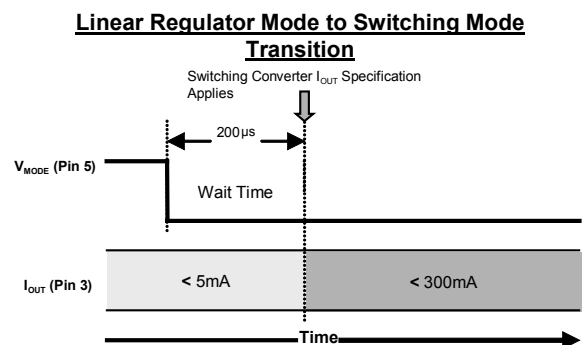 Linear Regulator Mode to Switching Mode
Transition
Switching Converter IOUT Specification
Applies
200µs
VMODE (Pin 5)
Wait Time
IOUT (Pin 3)
< 5mA
< 300mA
Time